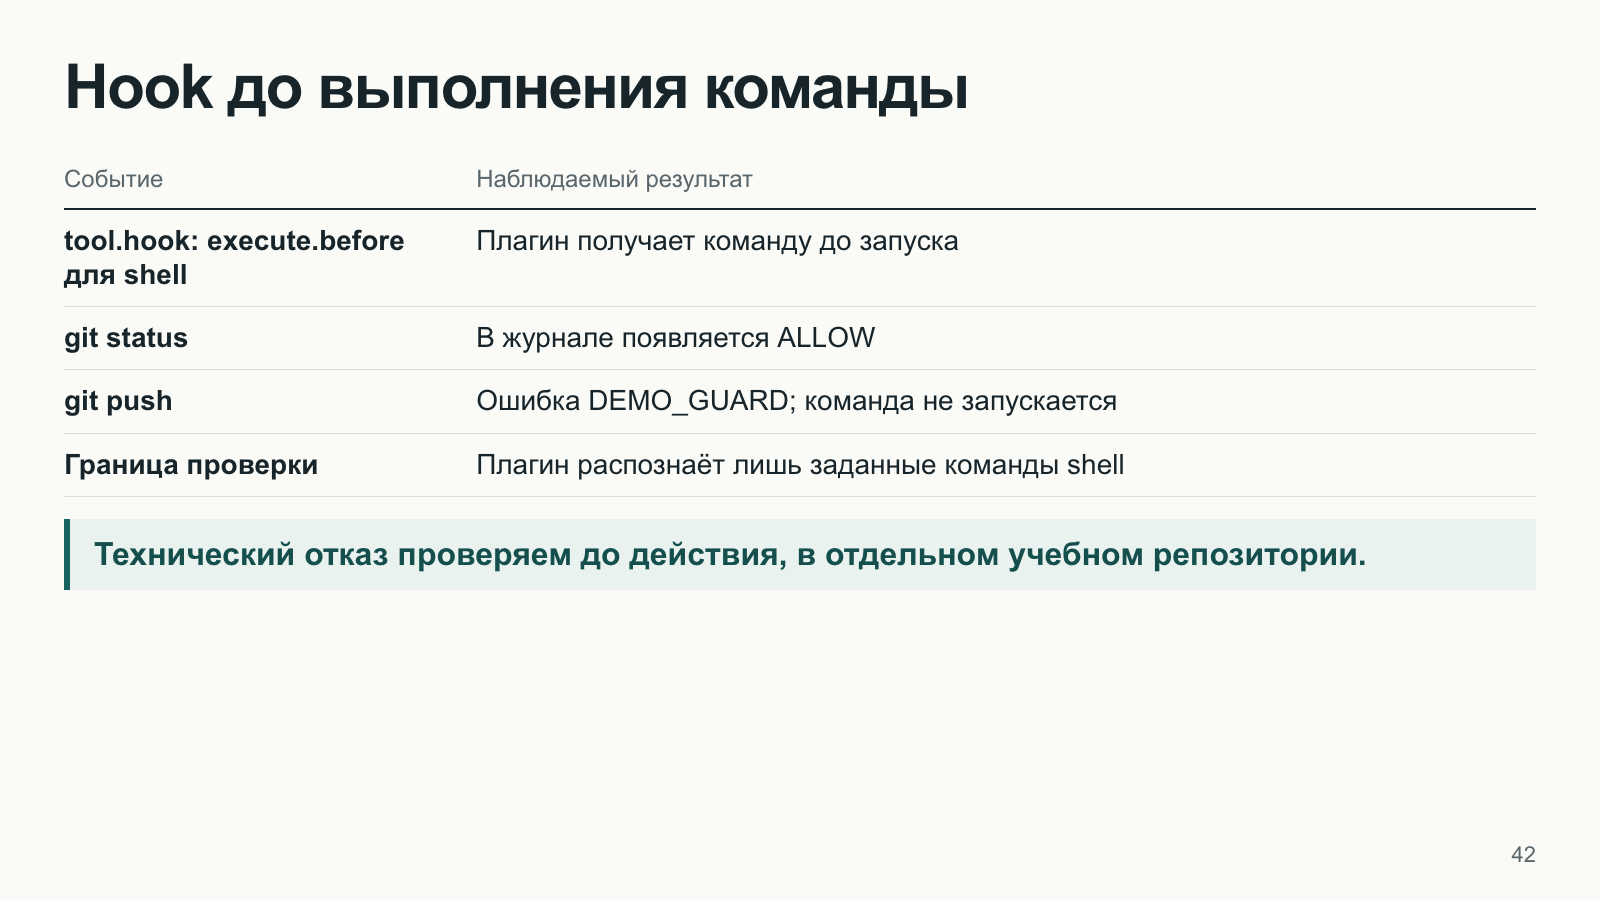 Hook до выполнения команды
Событие	Наблюдаемый результат
tool.hook: execute.before	Плагин получает команду до запуска
для shell
git status	В журнале появляется ALLOW
git push	Ошибка DEMO_GUARD; команда не запускается
Граница проверки	Плагин распознаёт лишь заданные команды shell
Технический отказ проверяем до действия, в отдельном учебном репозитории.
42